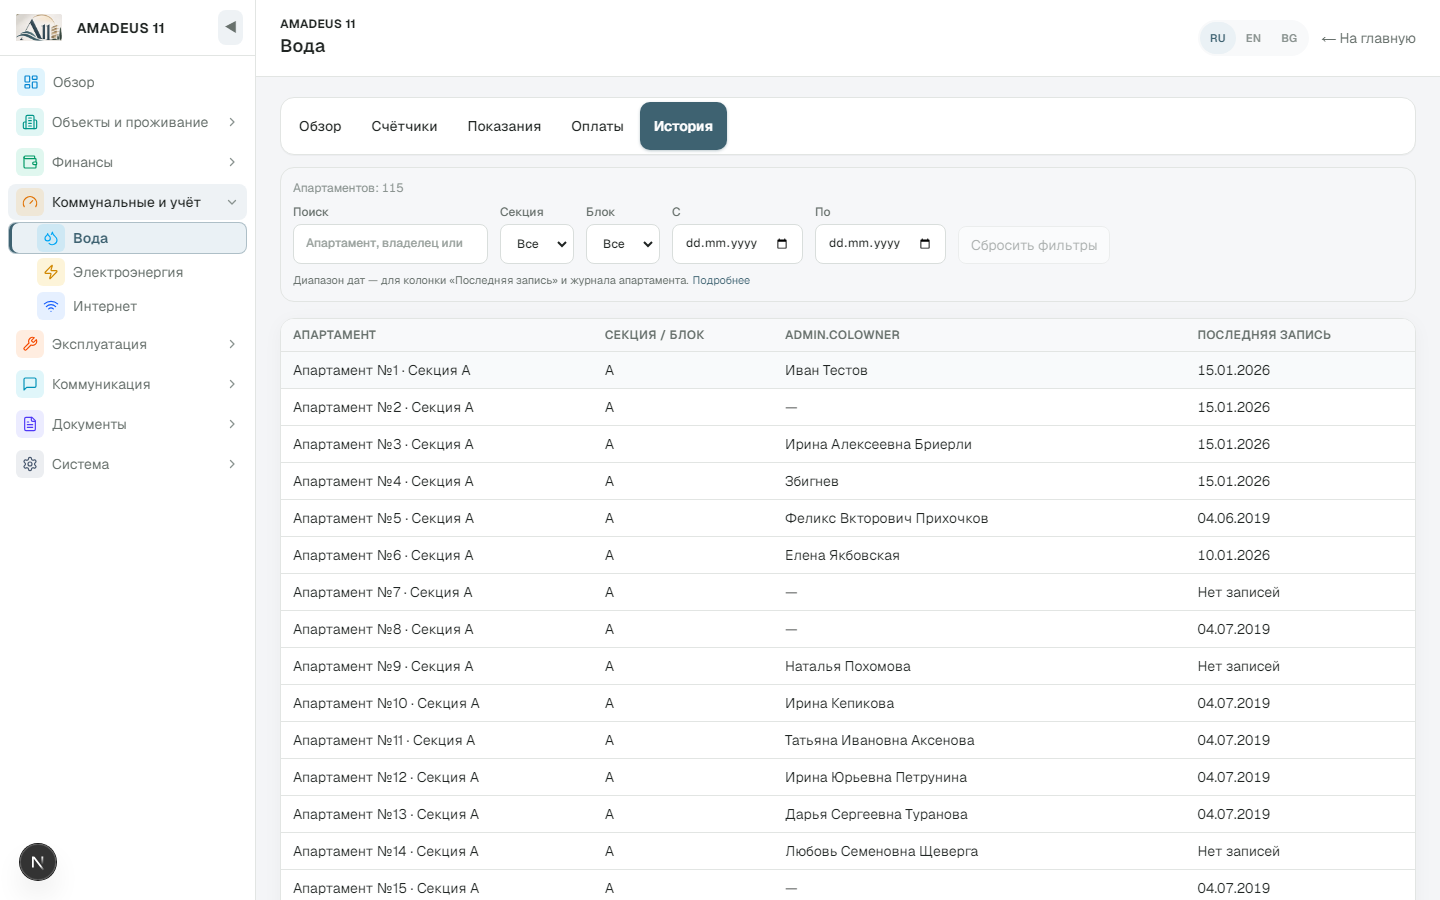 AMADEUS 11
Обзор
Объекты и проживание
Финансы
Коммунальные и учёт
Вода
Электроэнергия
Интернет
Эксплуатация
Коммуникация
Документы
Система
N
AMADEUS 11
Вода
RU EN BG ← На главную
Обзор Счётчики Показания Оплаты История
Апартаментов: 115
Поиск Секция Блок С По
Апартамент, владелец или Все Все dd.mm.yyyy dd.mm.yyyy Сбросить фильтры
Диапазон дат — для колонки «Последняя запись» и журнала апартамента. Подробнее
АПАРТАМЕНТ СЕКЦИЯ / БЛОК ADMIN.COLOWNER ПОСЛЕДНЯЯ ЗАПИСЬ
Апартамент №1 · Секция А А Иван Тестов 15.01.2026
Апартамент №2 · Секция А А — 15.01.2026
Апартамент №3 · Секция А А Ирина Алексеевна Бриерли 15.01.2026
Апартамент №4 · Секция А А Збигнев 15.01.2026
Апартамент №5 · Секция А А Феликс Вкторович Прихочков 04.06.2019
Апартамент №6 · Секция А А Елена Якбовская 10.01.2026
Апартамент №7 · Секция А А — Нет записей
Апартамент №8 · Секция А А — 04.07.2019
Апартамент №9 · Секция А А Наталья Похомова Нет записей
Апартамент №10 · Секция А А Ирина Кепикова 04.07.2019
Апартамент №11 · Секция А А Татьяна Ивановна Аксенова 04.07.2019
Апартамент №12 · Секция А А Ирина Юрьевна Петрунина 04.07.2019
Апартамент №13 · Секция А А Дарья Сергеевна Туранова 04.07.2019
Апартамент №14 · Секция А А Любовь Семеновна Щеверга Нет записей
Апартамент №15 · Секция А А — 04.07.2019